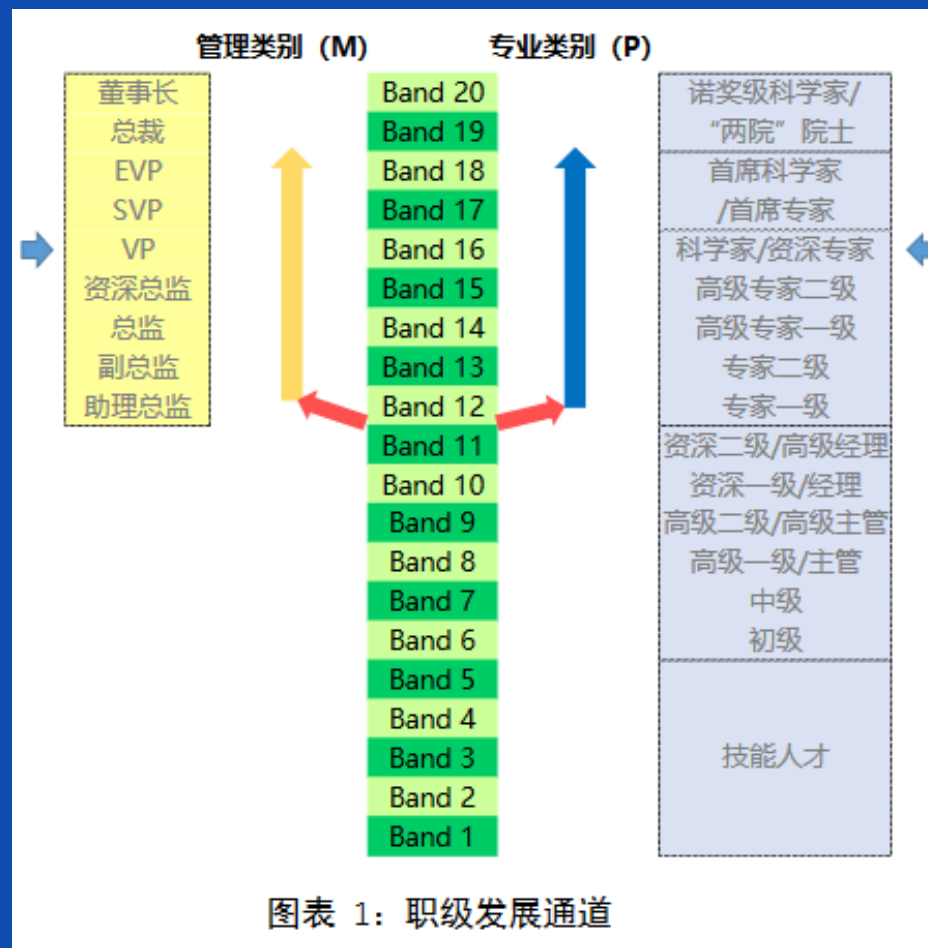 管理类别 (M)
专业类别 (P)
董事长
总裁
EVP
SVP
VP
资深总监
总监
副总监
助理总监
Band 20
Band 19
Band 18
Band 17
Band 16
Band 15
Band 14
Band 13
Band 12
Band 11
Band 10
Band 9
Band 8
Band 7
Band 6
Band 5
Band 4
Band 3
Band 2
Band 1
诺奖级科学家/
“两院”院士
首席科学家
/首席专家
科学家/资深专家
高级专家二级
高级专家一级
专家二级
专家一级
资深二级/高级经理
资深一级/经理
高级二级/高级主管
高级一级/主管
中级
初级
技能人才
图表 1: 职级发展通道